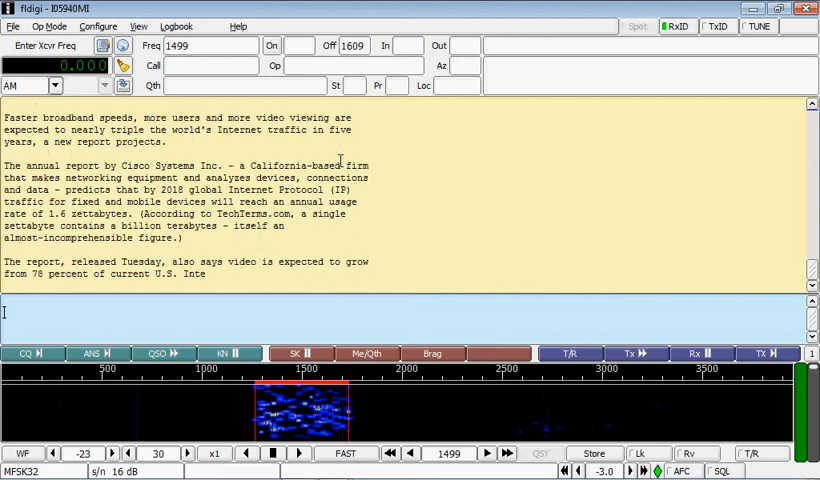 fldigi - I05940MI
File Op Mode Configure View Logbook Help Spot RxID TxID TUNE
Enter Xcvr Freq Freq 1499 On Off 1609 In Out
0.000 Call Op Az
AM Qth St Pr Loc
Faster broadband speeds, more users and more video viewing are
expected to nearly triple the world's Internet traffic in five
years, a new report projects.
The annual report by Cisco Systems Inc. – a California-based firm
that makes networking equipment and analyzes devices, connections
and data – predicts that by 2018 global Internet Protocol (IP)
traffic for fixed and mobile devices will reach an annual usage
rate of 1.6 zettabytes. (According to TechTerms.com, a single
zettabyte contains a billion terabytes – itself an
almost-incomprehensible figure.)
The report, released Tuesday, also says video is expected to grow
from 78 percent of current U.S. Inte
CQ ANS QSO KN SK Me/Qth Brag T/R Tx Rx TX 1
500 1000 1500 2000 2500 3000 3500
WF -23 30 x1 FAST 1499 QSY Store Lk Rv T/R
MFSK32 s/n 16 dB -3.0 AFC SQL